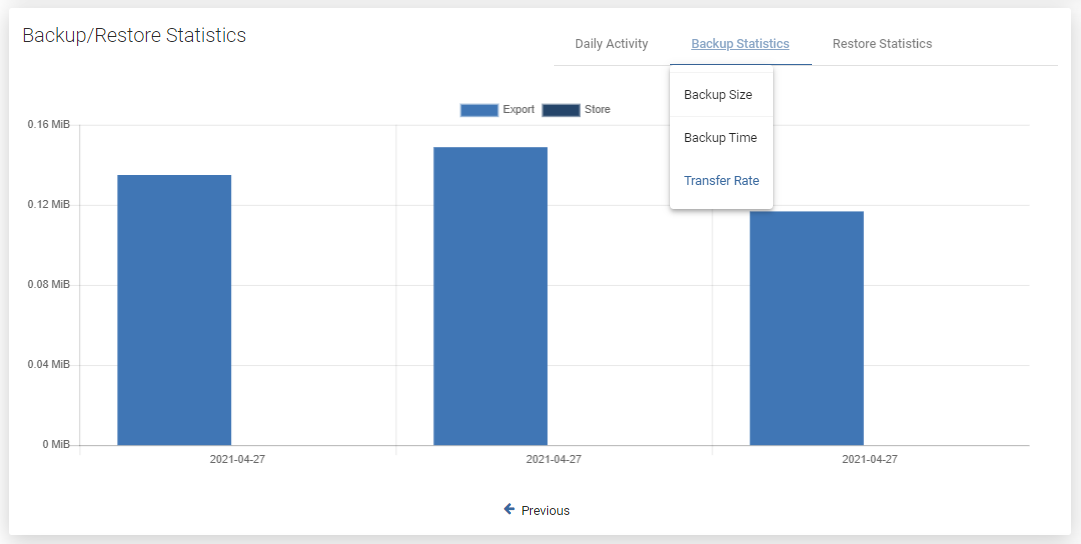 Backup/Restore Statistics
Daily Activity Backup Statistics Restore Statistics
Backup Size
Backup Time
Transfer Rate
Export Store
0.16 MiB
0.12 MiB
0.08 MiB
0.04 MiB
0 MiB
2021-04-27 2021-04-27 2021-04-27
Previous